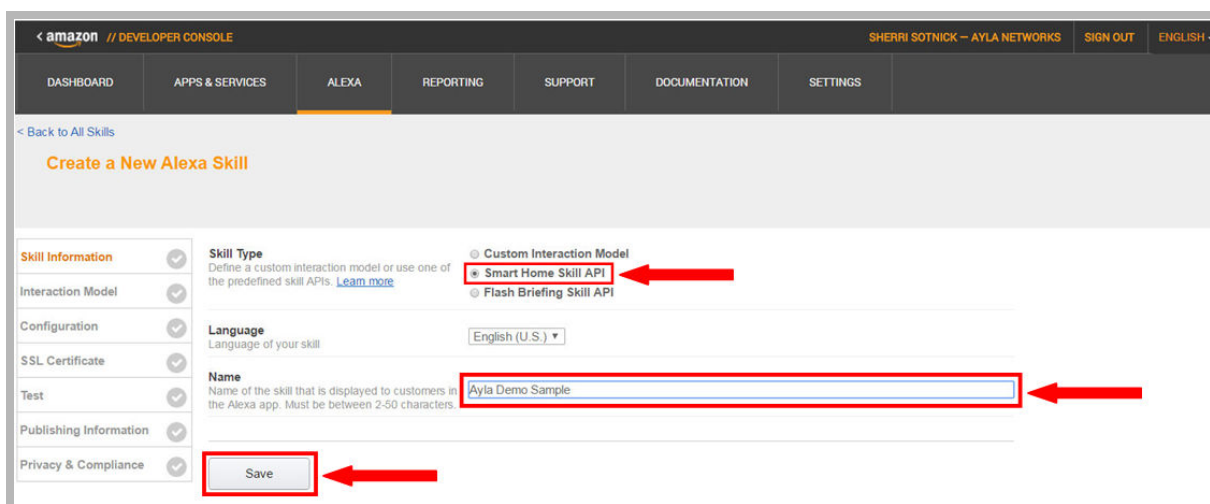 < amazon // DEVELOPER CONSOLE
SHERRI SOTNICK – AYLA NETWORKS SIGN OUT ENGLISH
DASHBOARD APPS & SERVICES ALEXA REPORTING SUPPORT DOCUMENTATION SETTINGS
< Back to All Skills
Create a New Alexa Skill
Skill Information
Interaction Model
Configuration
SSL Certificate
Test
Publishing Information
Privacy & Compliance
Skill Type
Define a custom interaction model or use one of
the predefined skill APIs. Learn more
Custom Interaction Model
Smart Home Skill API
Flash Briefing Skill API
Language
Language of your skill
English (U.S.)
Name
Name of the skill that is displayed to customers in
the Alexa app. Must be between 2-50 characters.
Ayla Demo Sample
Save